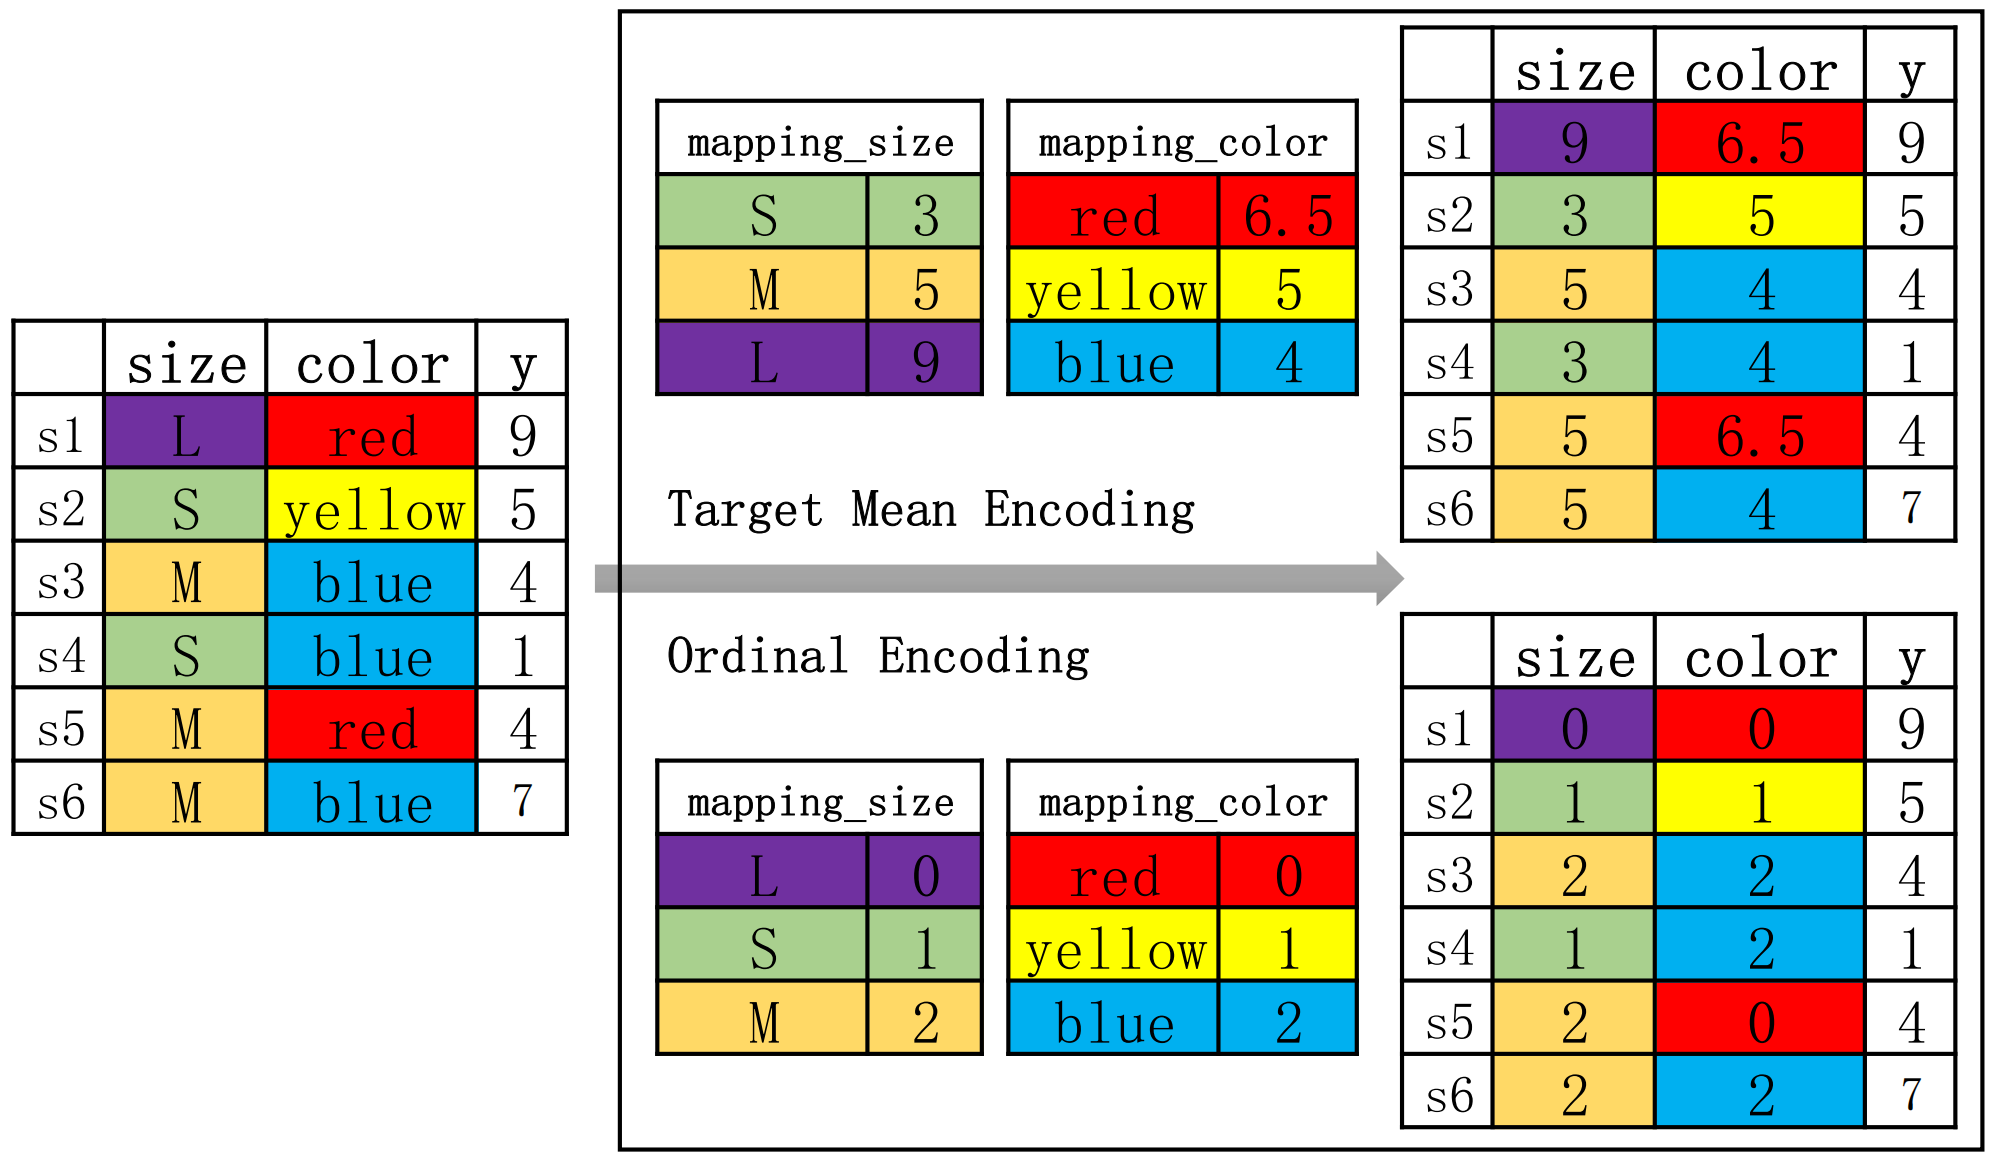 size color y
s1 L red 9
s2 S yellow 5
s3 M blue 4
s4 S blue 1
s5 M red 4
s6 M blue 7
mapping_size
S 3
M 5
L 9
mapping_color
red 6.5
yellow 5
blue 4
Target Mean Encoding
Ordinal Encoding
mapping_size
L 0
S 1
M 2
mapping_color
red 0
yellow 1
blue 2
size color y
s1 9 6.5 9
s2 3 5 5
s3 5 4 4
s4 3 4 1
s5 5 6.5 4
s6 5 4 7
size color y
s1 0 0 9
s2 1 1 5
s3 2 2 4
s4 1 2 1
s5 2 0 4
s6 2 2 7